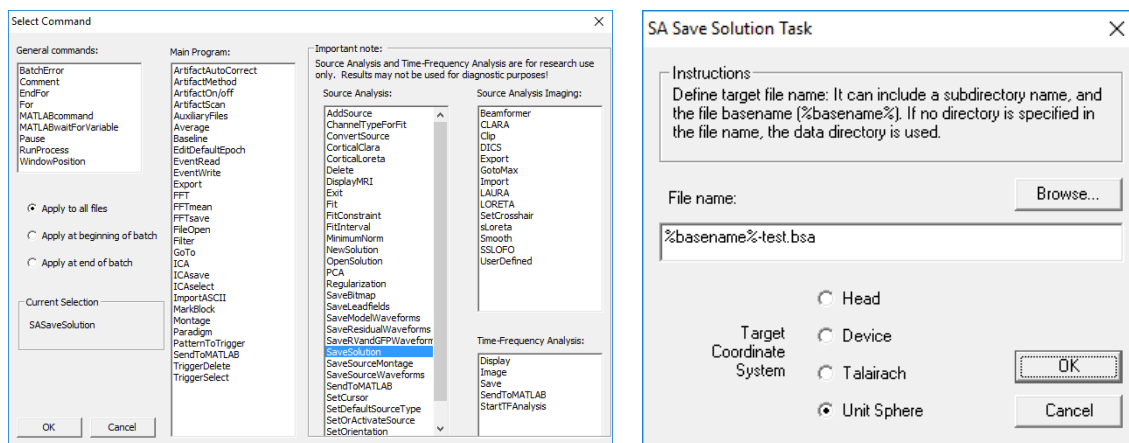 Select Command
General commands:
BatchError
Comment
EndFor
For
MATLABcommand
MATLABwaitForVariable
Pause
RunProcess
WindowPosition
Apply to all files
Apply at beginning of batch
Apply at end of batch
Current Selection
SASaveSolution
OK
Cancel
Main Program:
ArtifactAutoCorrect
ArtifactMethod
ArtifactOn/off
ArtifactScan
AuxiliaryFiles
Average
Baseline
EditDefaultEpoch
EventRead
EventWrite
Export
FFT
FFTmean
FFTsave
FileOpen
Filter
GoTo
ICA
ICAsave
ICAselect
ImportASCII
MarkBlock
Montage
Paradigm
PatternToTrigger
SendToMATLAB
TriggerDelete
TriggerSelect
Important note:
Source Analysis and Time-Frequency Analysis are for research use
only. Results may not be used for diagnostic purposes!
Source Analysis:
AddSource
ChannelTypeForFit
ConvertSource
CorticalClara
CorticalLoreta
Delete
DisplayMRI
Exit
Fit
FitConstraint
FitInterval
MinimumNorm
NewSolution
OpenSolution
PCA
Regularization
SaveBitmap
SaveLeadfields
SaveModelWaveforms
SaveResidualWaveforms
SaveRVandGFPWaveform
SaveSolution
SaveSourceMontage
SaveSourceWaveforms
SendToMATLAB
SetCursor
SetDefaultSourceType
SetOrActivateSource
SetOrientation
Source Analysis Imaging:
Beamformer
CLARA
Clip
DICS
Export
GotoMax
Import
LAURA
LORETA
SetCrosshair
sLoreta
Smooth
SSLOFO
UserDefined
Time-Frequency Analysis:
Display
Image
Save
SendToMATLAB
StartTFAnalysis
SA Save Solution Task
Instructions
Define target file name: It can include a subdirectory name, and
the file basename (%basename%). If no directory is specified in
the file name, the data directory is used.
File name:
Browse...
%basename%-test.bsa
Target
Coordinate
System
Head
Device
Talairach
Unit Sphere
OK
Cancel